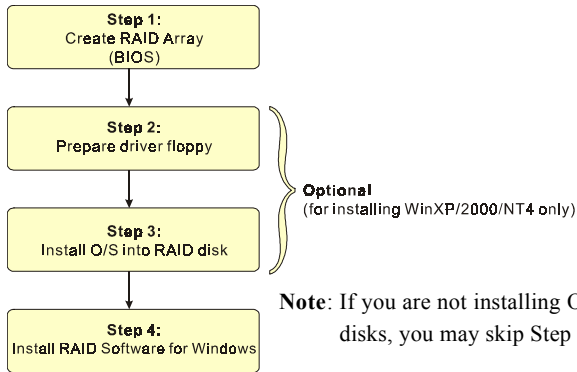 Step 1:
Create RAID Array
(BIOS)
Step 2:
Prepare driver floppy
Optional
(for installing WinXP/2000/NT4 only)
Step 3:
Install O/S into RAID disk
Note: If you are not installing
disks, you may skip Step
Step 4:
Install RAID Software for Windows